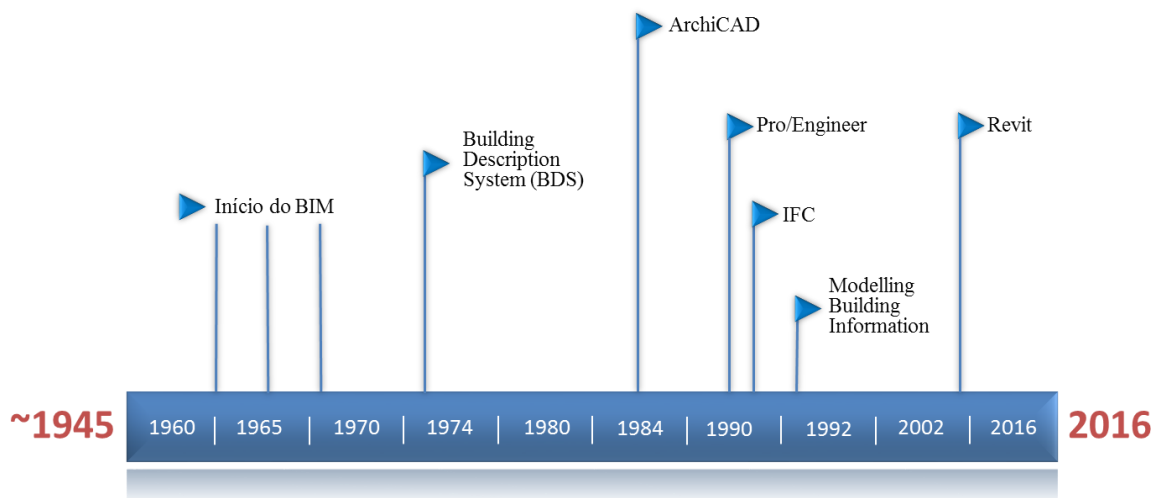 ArchiCAD
Pro/Engineer
Revit
Building
Description
System (BDS)
Início do BIM
IFC
Modelling
Building
Information
~1945
1960 1965 1970 1974 1980 1984 1990 1992 2002 2016
2016